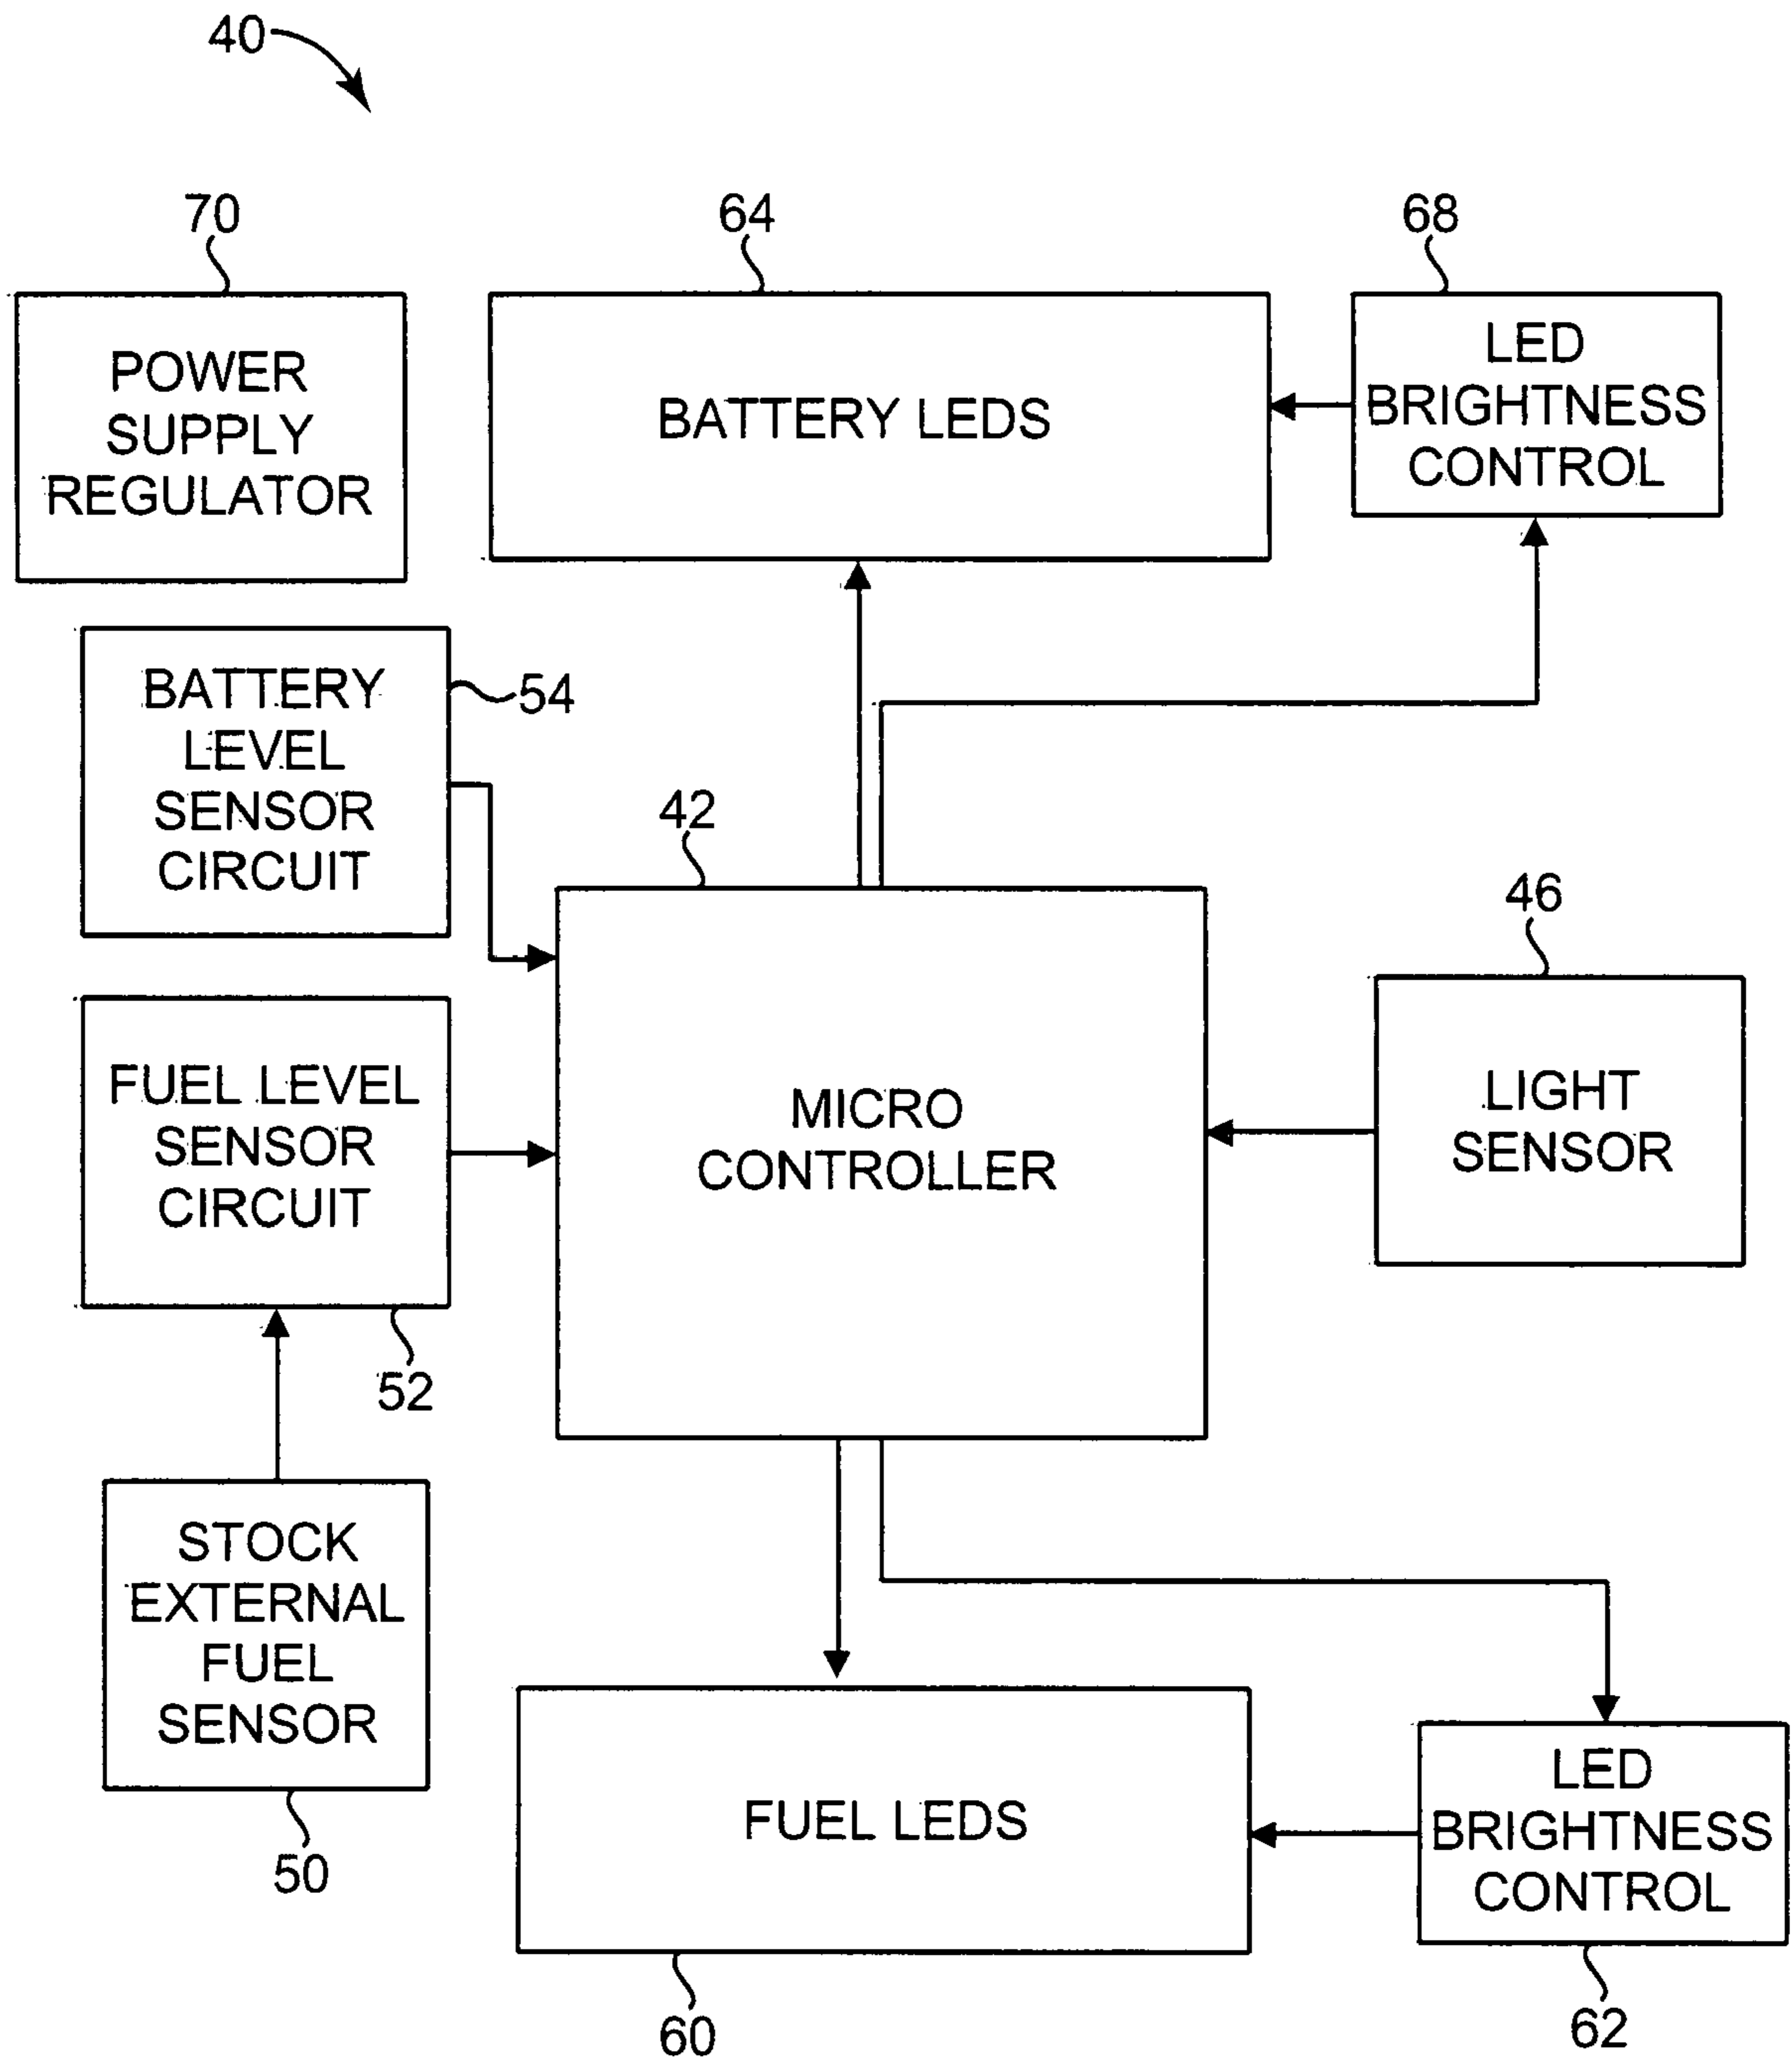 40
70
64
68
POWER
SUPPLY
REGULATOR
BATTERY LEDS
LED
BRIGHTNESS
CONTROL
BATTERY
LEVEL
SENSOR
CIRCUIT
54
42
46
FUEL LEVEL
SENSOR
CIRCUIT
52
MICRO
CONTROLLER
LIGHT
SENSOR
STOCK
EXTERNAL
FUEL
SENSOR
50
FUEL LEDS
60
LED
BRIGHTNESS
CONTROL
62